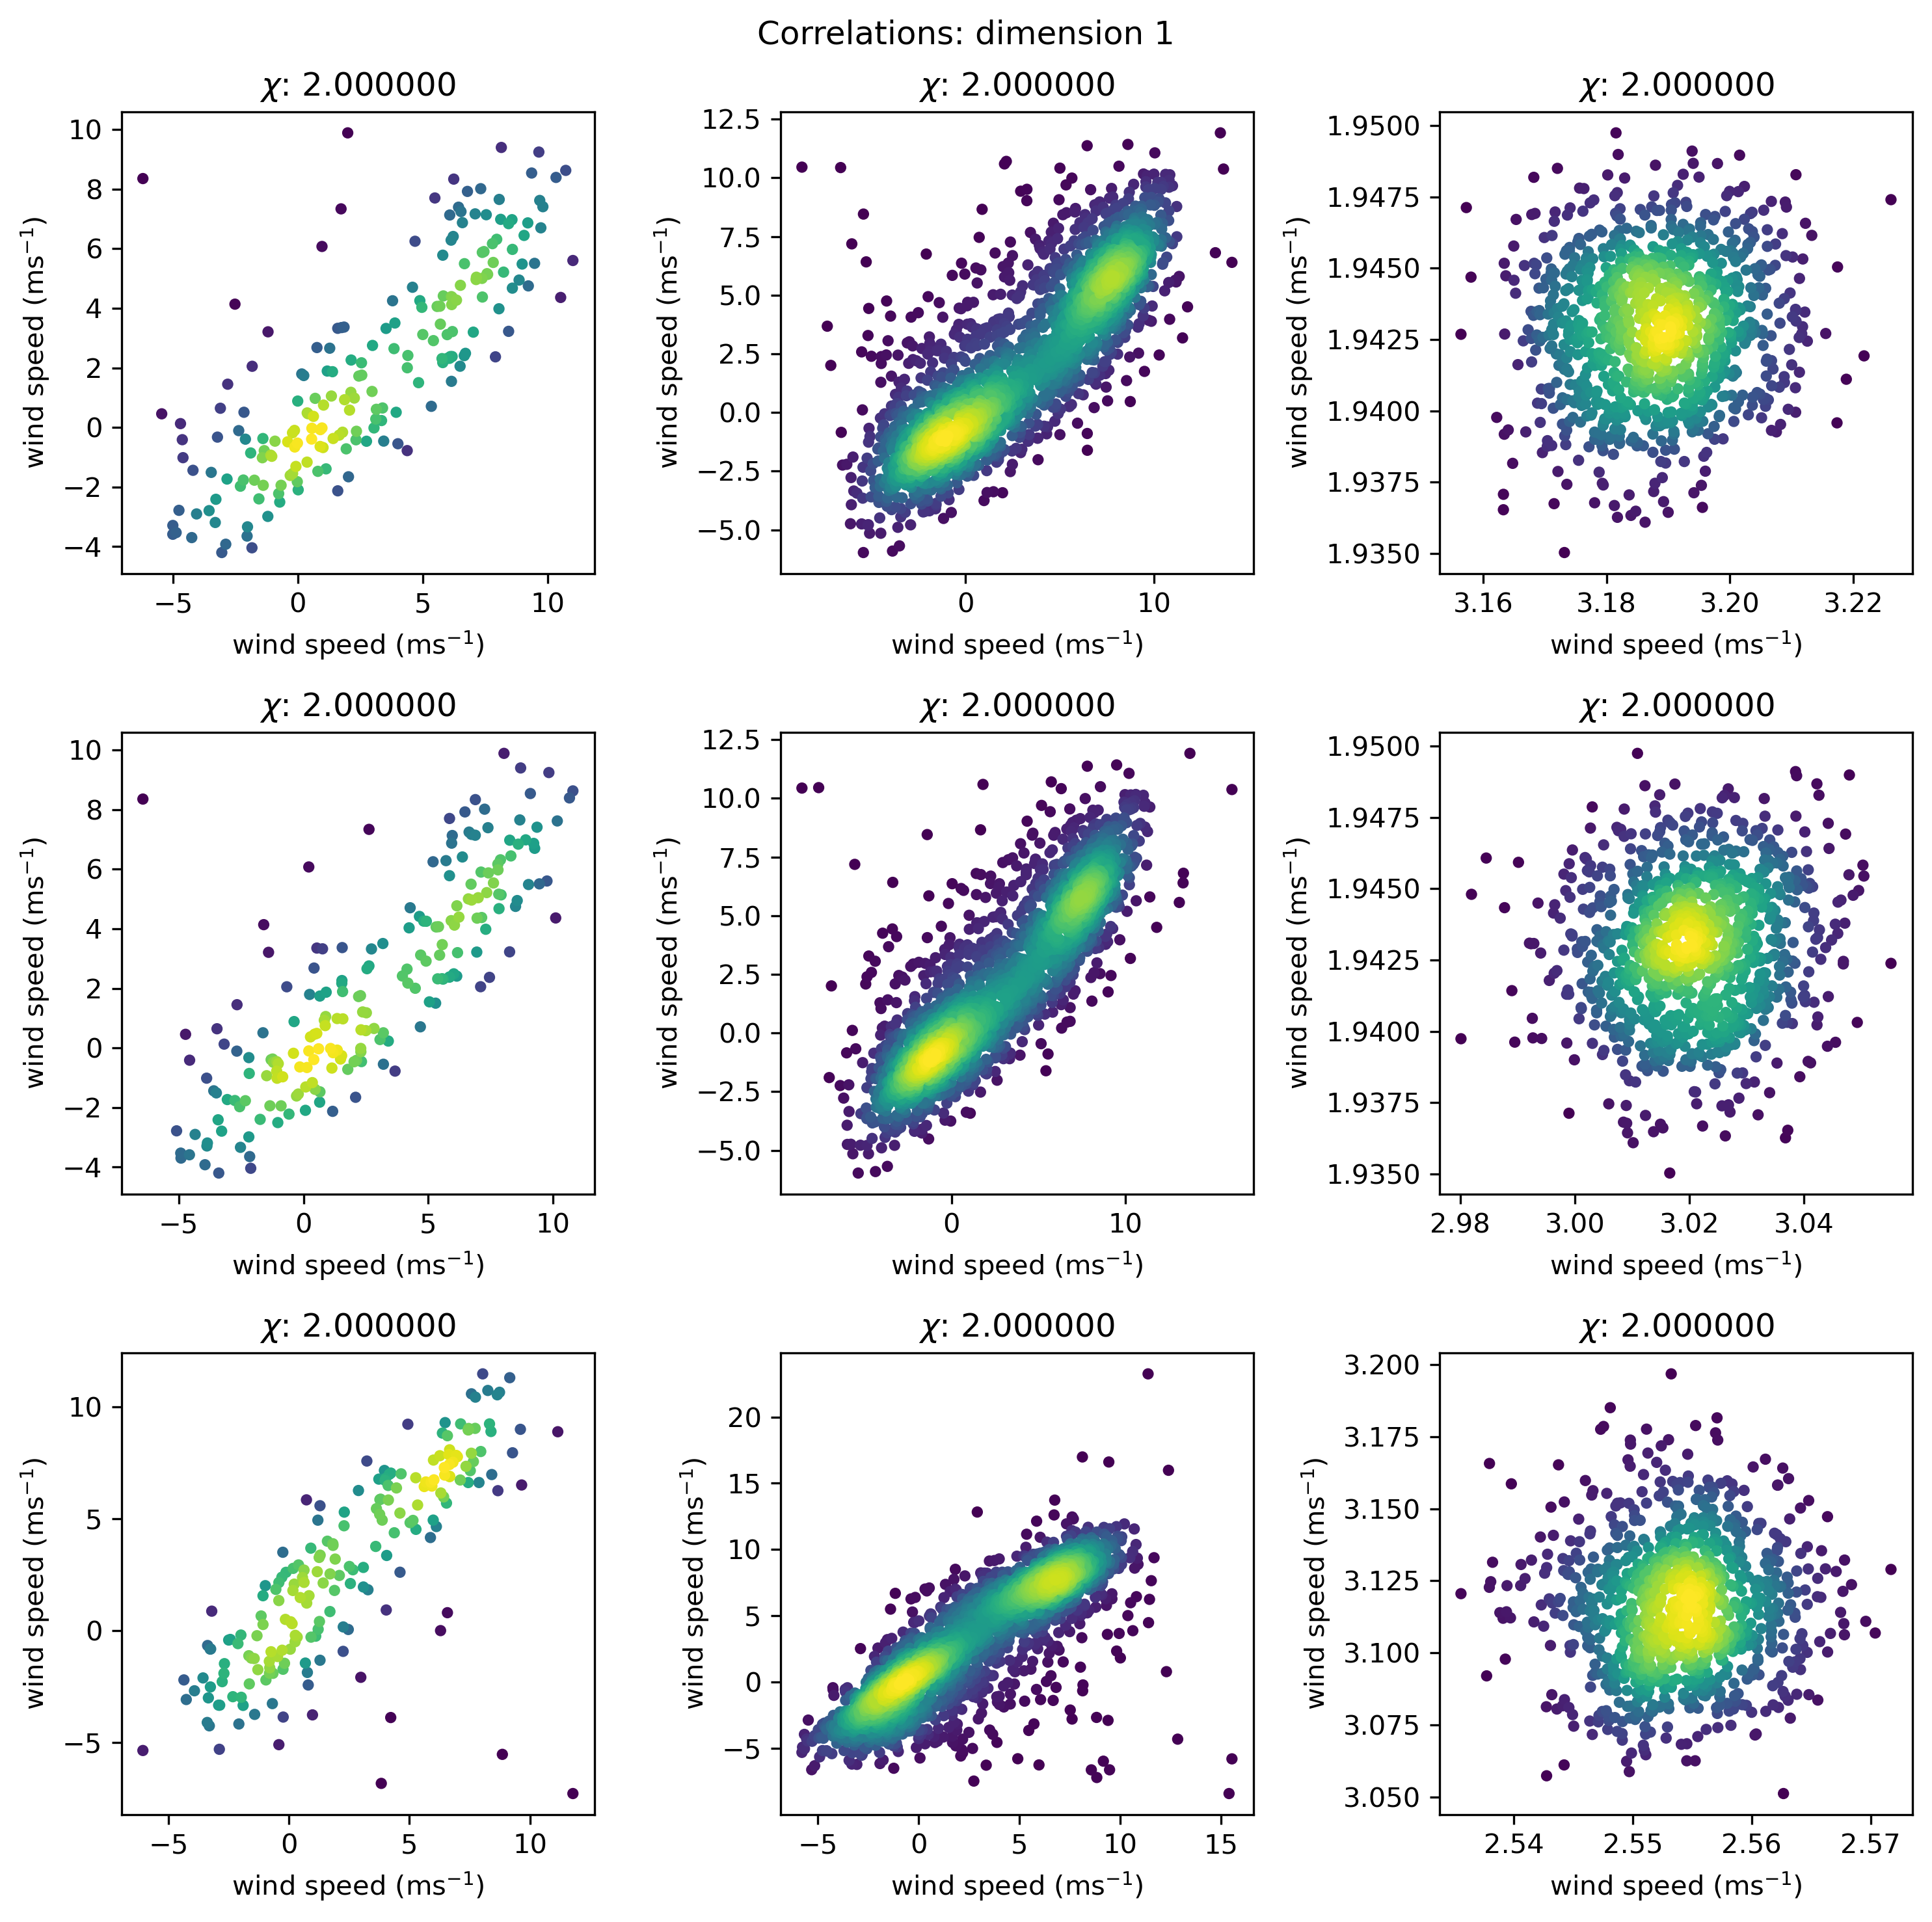 Correlations: dimension 1
χ: 2.000000
10
8
6
4
2
0
−2
−4
wind speed (ms⁻¹)
−5 0 5 10
wind speed (ms⁻¹)
χ: 2.000000
12.5
10.0
7.5
5.0
2.5
0.0
−2.5
−5.0
wind speed (ms⁻¹)
0 10
wind speed (ms⁻¹)
χ: 2.000000
1.9500
1.9475
1.9450
1.9425
1.9400
1.9375
1.9350
wind speed (ms⁻¹)
3.16 3.18 3.20 3.22
wind speed (ms⁻¹)
χ: 2.000000
10
8
6
4
2
0
−2
−4
wind speed (ms⁻¹)
−5 0 5 10
wind speed (ms⁻¹)
χ: 2.000000
12.5
10.0
7.5
5.0
2.5
0.0
−2.5
−5.0
wind speed (ms⁻¹)
0 10
wind speed (ms⁻¹)
χ: 2.000000
1.9500
1.9475
1.9450
1.9425
1.9400
1.9375
1.9350
wind speed (ms⁻¹)
2.98 3.00 3.02 3.04
wind speed (ms⁻¹)
χ: 2.000000
10
5
0
−5
wind speed (ms⁻¹)
−5 0 5 10
wind speed (ms⁻¹)
χ: 2.000000
20
15
10
5
0
−5
wind speed (ms⁻¹)
−5 0 5 10 15
wind speed (ms⁻¹)
χ: 2.000000
3.200
3.175
3.150
3.125
3.100
3.075
3.050
wind speed (ms⁻¹)
2.54 2.55 2.56 2.57
wind speed (ms⁻¹)